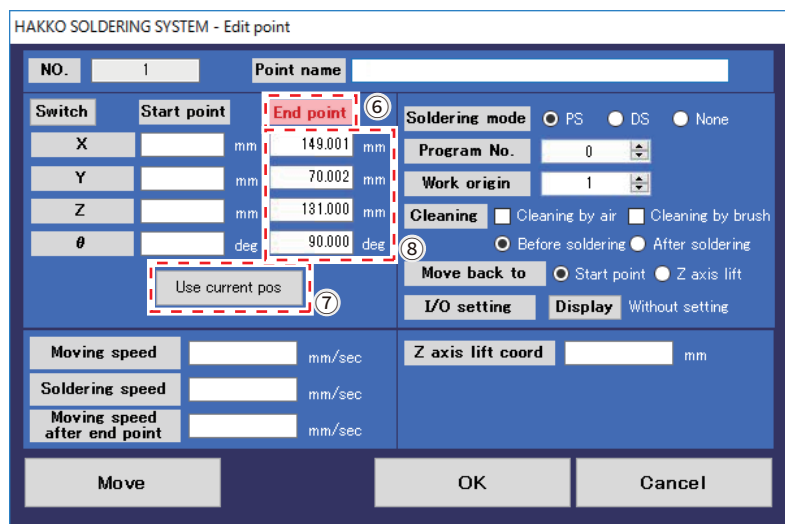 HAKKO SOLDERING SYSTEM - Edit point
NO. 1 Point name
Switch Start point End point ⑥
X mm 149.001 mm
Y mm 70.002 mm
Z mm 131.000 mm
θ deg 90.000 deg ⑧
Use current pos ⑦
Soldering mode PS DS None
Program No. 0
Work origin 1
Cleaning Cleaning by air Cleaning by brush
Before soldering After soldering
Move back to Start point Z axis lift
I/O setting Display Without setting
Moving speed mm/sec
Soldering speed mm/sec
Moving speed
after end point mm/sec
Z axis lift coord mm
Move OK Cancel